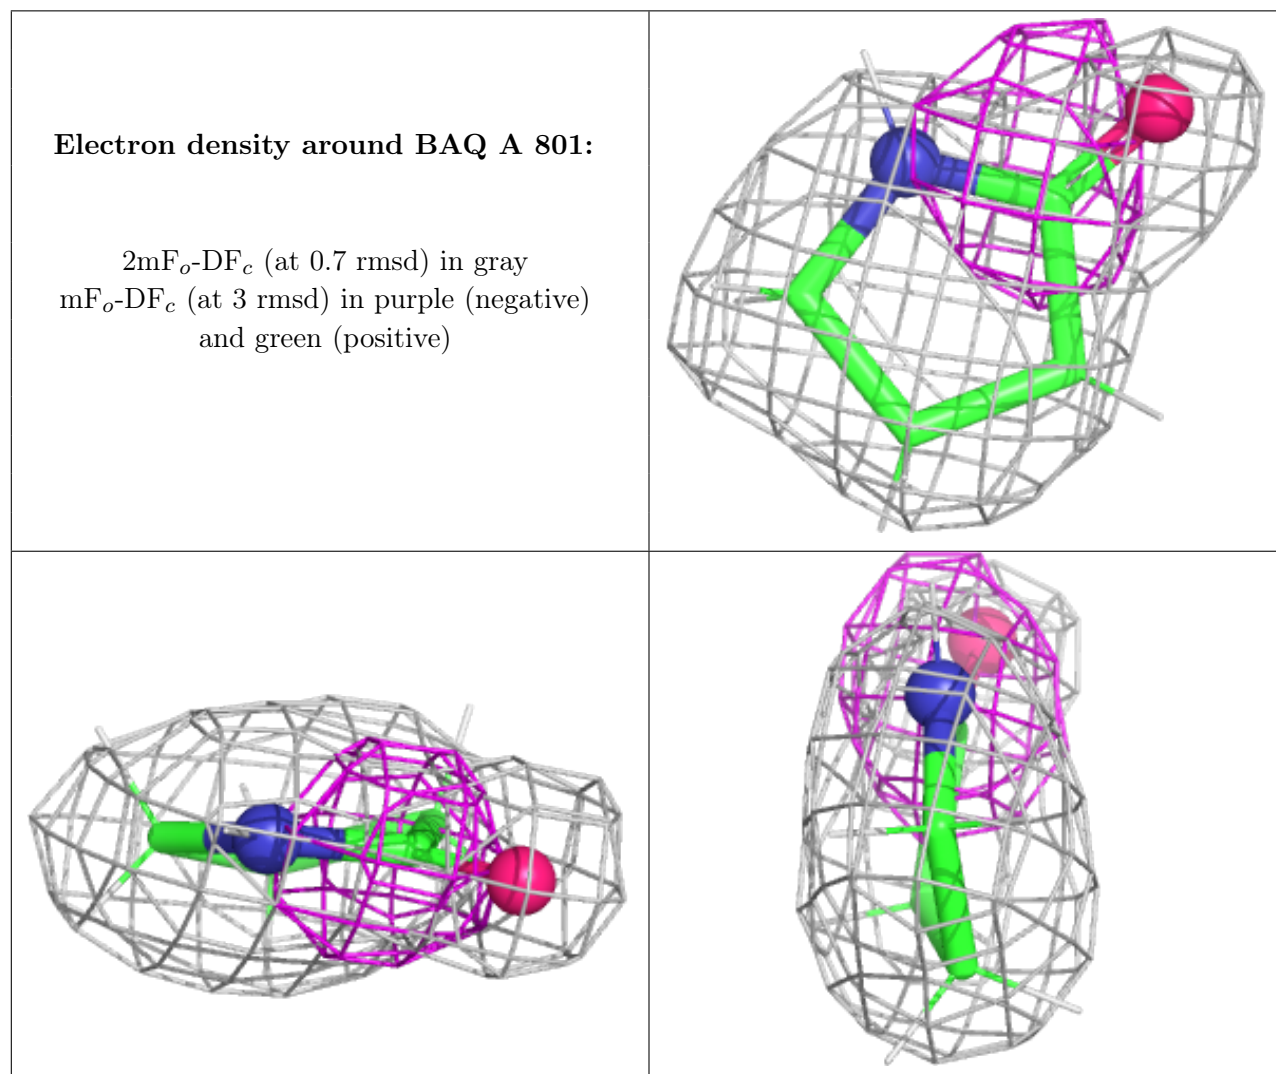 Electron density around BAQ A 801:
2mFo-DFc (at 0.7 rmsd) in gray
mFo-DFc (at 3 rmsd) in purple (negative)
and green (positive)